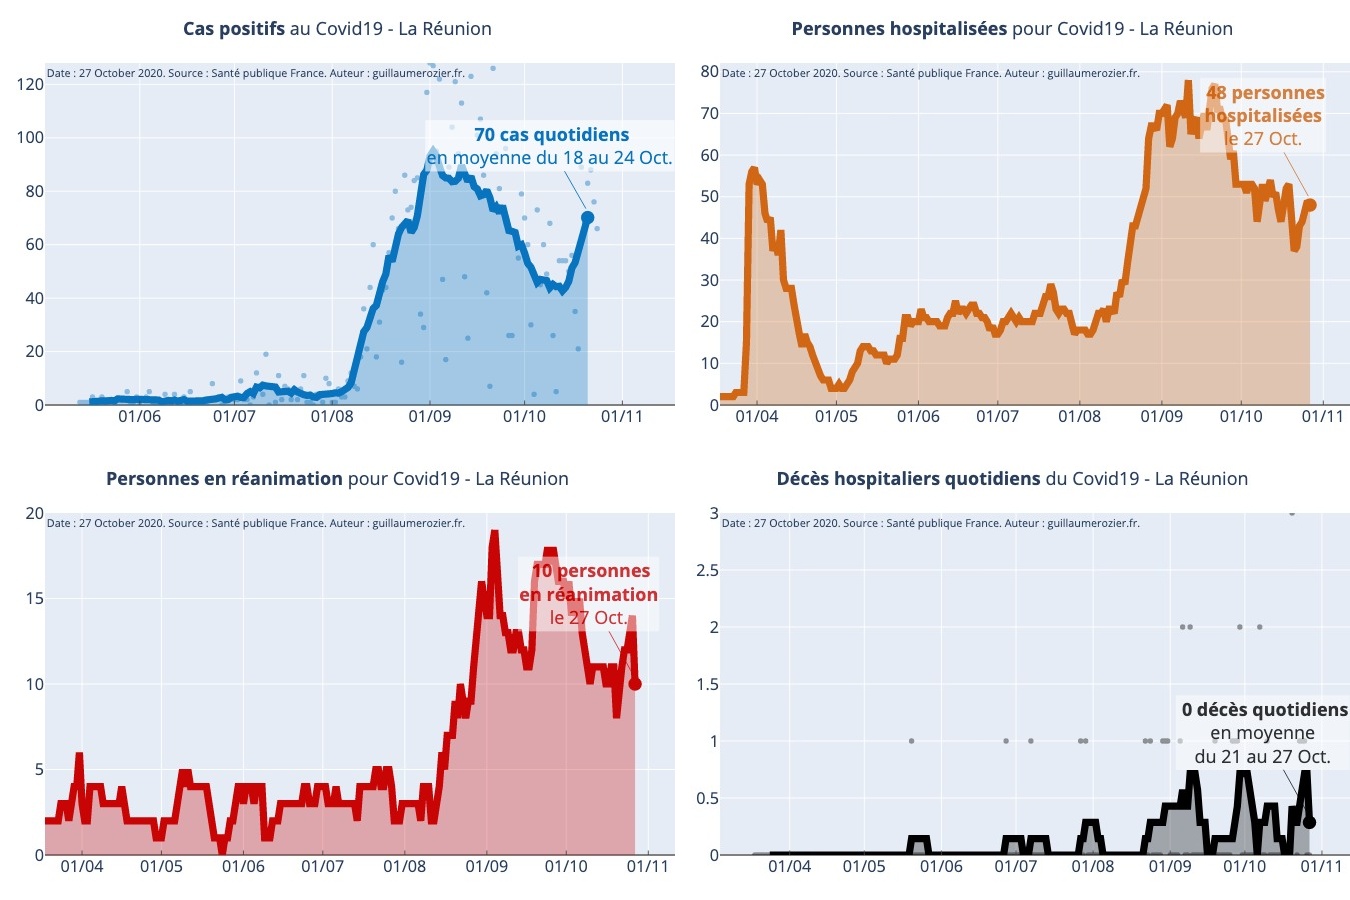 Cas positifs au Covid19 - La Réunion
Date : 27 October 2020. Source : Santé publique France. Auteur : guillaumerozier.fr.
120
100
80
60
40
20
0
70 cas quotidiens
en moyenne du 18 au 24 Oct.
01/06 01/07 01/08 01/09 01/10 01/11
Personnes hospitalisées pour Covid19 - La Réunion
Date : 27 October 2020. Source : Santé publique France. Auteur : guillaumerozier.fr.
80
70
60
50
40
30
20
10
0
48 personnes
hospitalisées
le 27 Oct.
01/04 01/05 01/06 01/07 01/08 01/09 01/10 01/11
Personnes en réanimation pour Covid19 - La Réunion
Date : 27 October 2020. Source : Santé publique France. Auteur : guillaumerozier.fr.
20
15
10
5
0
10 personnes
en réanimation
le 27 Oct.
01/04 01/05 01/06 01/07 01/08 01/09 01/10 01/11
Décès hospitaliers quotidiens du Covid19 - La Réunion
Date : 27 October 2020. Source : Santé publique France. Auteur : guillaumerozier.fr.
3
2.5
2
1.5
1
0.5
0
0 décès quotidiens
en moyenne
du 21 au 27 Oct.
01/04 01/05 01/06 01/07 01/08 01/09 01/10 01/11